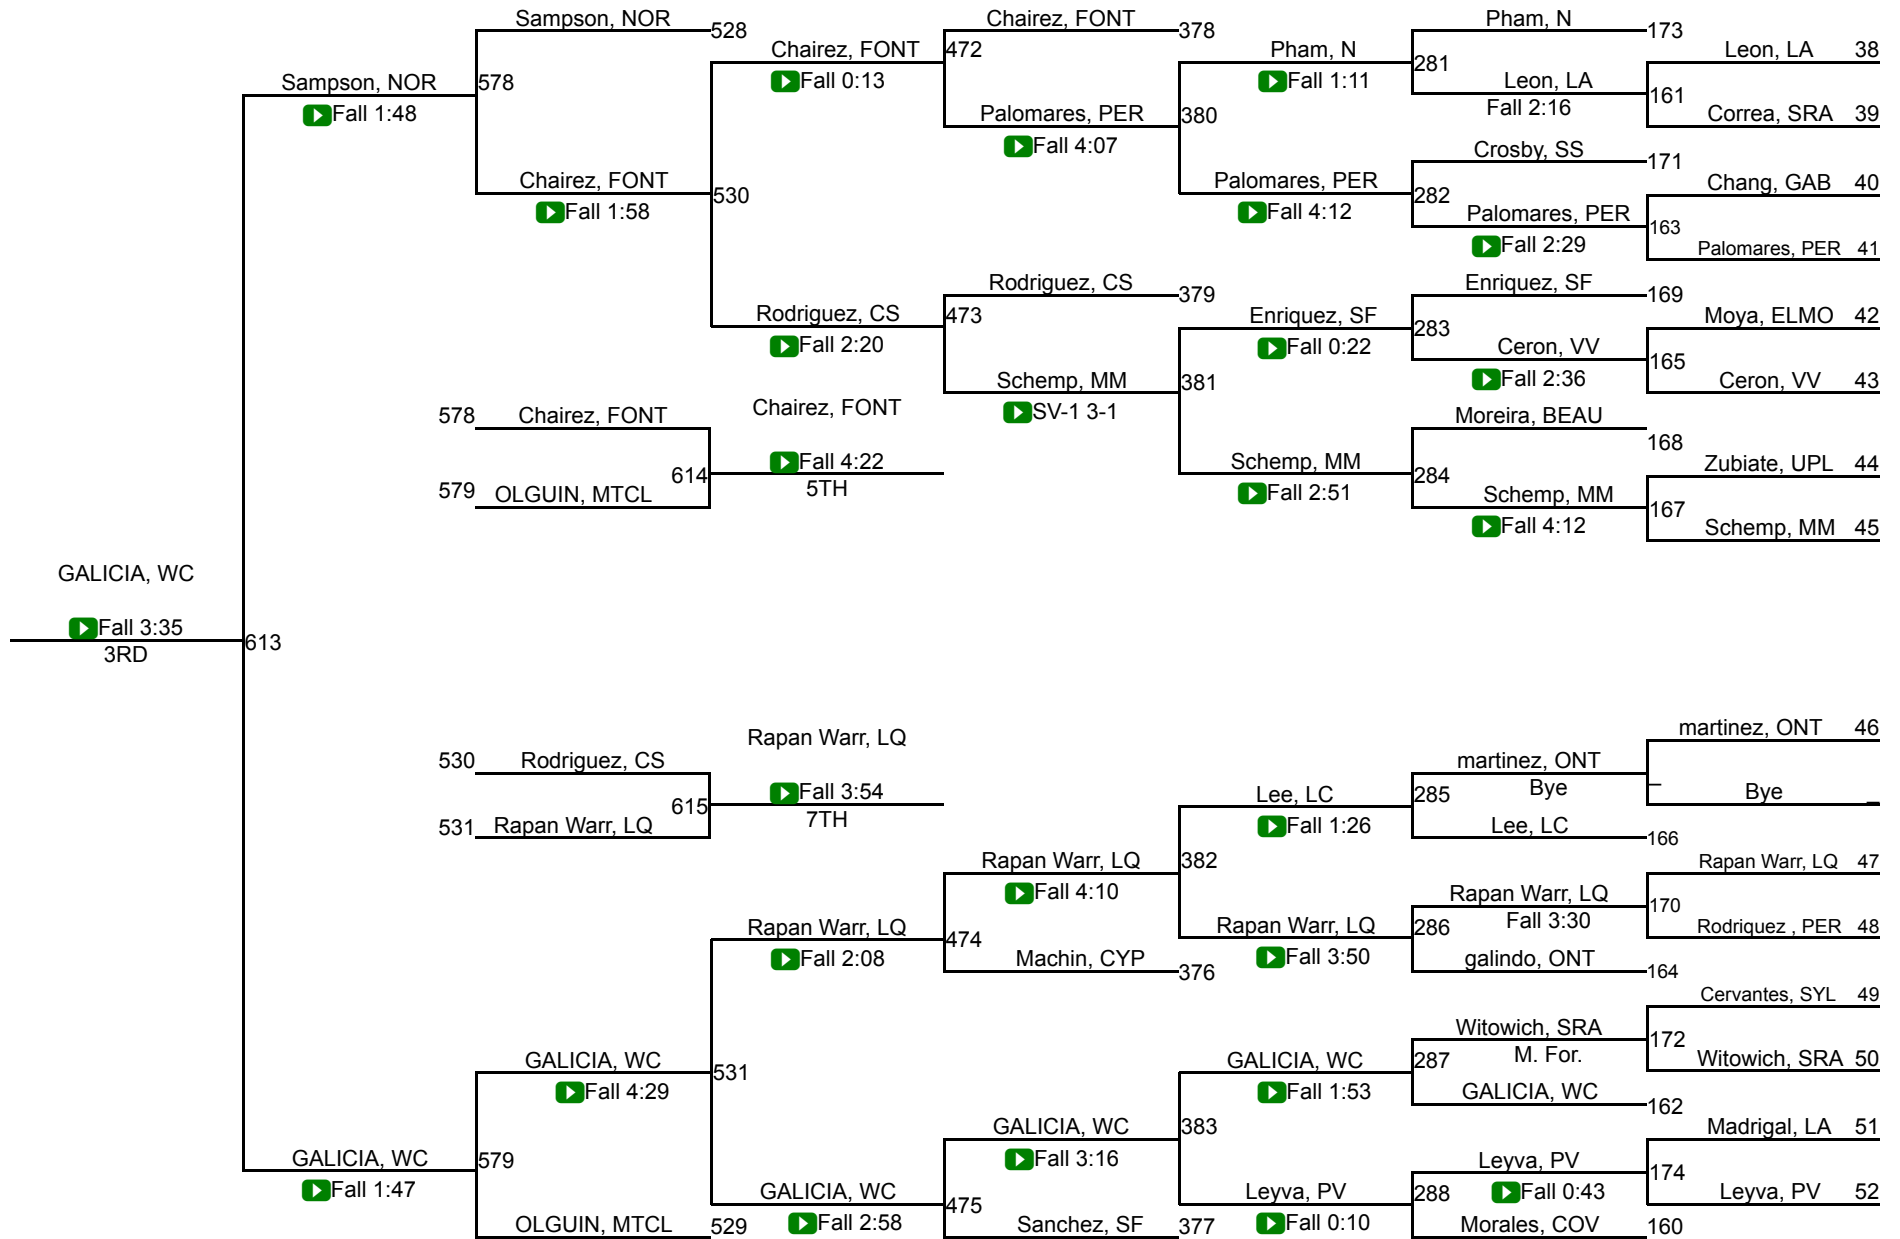 Sampson, NOR
528
Chairez, FONT
378
Pham, N
173
Chairez, FONT
472
Pham, N
281
Leon, LA
38
Sampson, NOR
578
Fall 0:13
Fall 1:11
Leon, LA
161
Fall 1:48
Palomares, PER
380
Fall 2:16
Correa, SRA
39
Fall 4:07
Crosby, SS
171
Chairez, FONT
530
Palomares, PER
282
Chang, GAB
40
Fall 1:58
Fall 4:12
Palomares, PER
163
Fall 2:29
Palomares, PER
41
Rodriguez, CS
379
Enriquez, SF
169
Rodriguez, CS
473
Enriquez, SF
283
Moya, ELMO
42
Fall 2:20
Fall 0:22
Ceron, VV
165
Schemp, MM
381
Fall 2:36
Ceron, VV
43
578
Chairez, FONT
Chairez, FONT
SV-1 3-1
Moreira, BEAU
168
Fall 4:22
Schemp, MM
284
Zubiate, UPL
44
579
OLGUIN, MTCL
614
5TH
Fall 2:51
Schemp, MM
167
Fall 4:12
Schemp, MM
45
GALICIA, WC
Fall 3:35
613
3RD
Rapan Warr, LQ
martinez, ONT
46
530
Rodriguez, CS
martinez, ONT
_
Fall 3:54
Lee, LC
285
Bye
Bye
_
531
Rapan Warr, LQ
615
7TH
Fall 1:26
Lee, LC
166
Rapan Warr, LQ
382
Rapan Warr, LQ
47
Fall 4:10
Rapan Warr, LQ
170
Rapan Warr, LQ
474
Rapan Warr, LQ
286
Fall 3:30
Rodriquez , PER
48
Fall 2:08
Machin, CYP
376
Fall 3:50
galindo, ONT
164
Cervantes, SYL
49
Witowich, SRA
172
GALICIA, WC
531
GALICIA, WC
287
M. For.
Witowich, SRA
50
Fall 4:29
Fall 1:53
GALICIA, WC
162
GALICIA, WC
383
Madrigal, LA
51
GALICIA, WC
579
Fall 3:16
Leyva, PV
174
Fall 1:47
GALICIA, WC
475
Leyva, PV
288
Fall 0:43
Leyva, PV
52
OLGUIN, MTCL
529
Fall 2:58
Sanchez, SF
377
Fall 0:10
Morales, COV
160